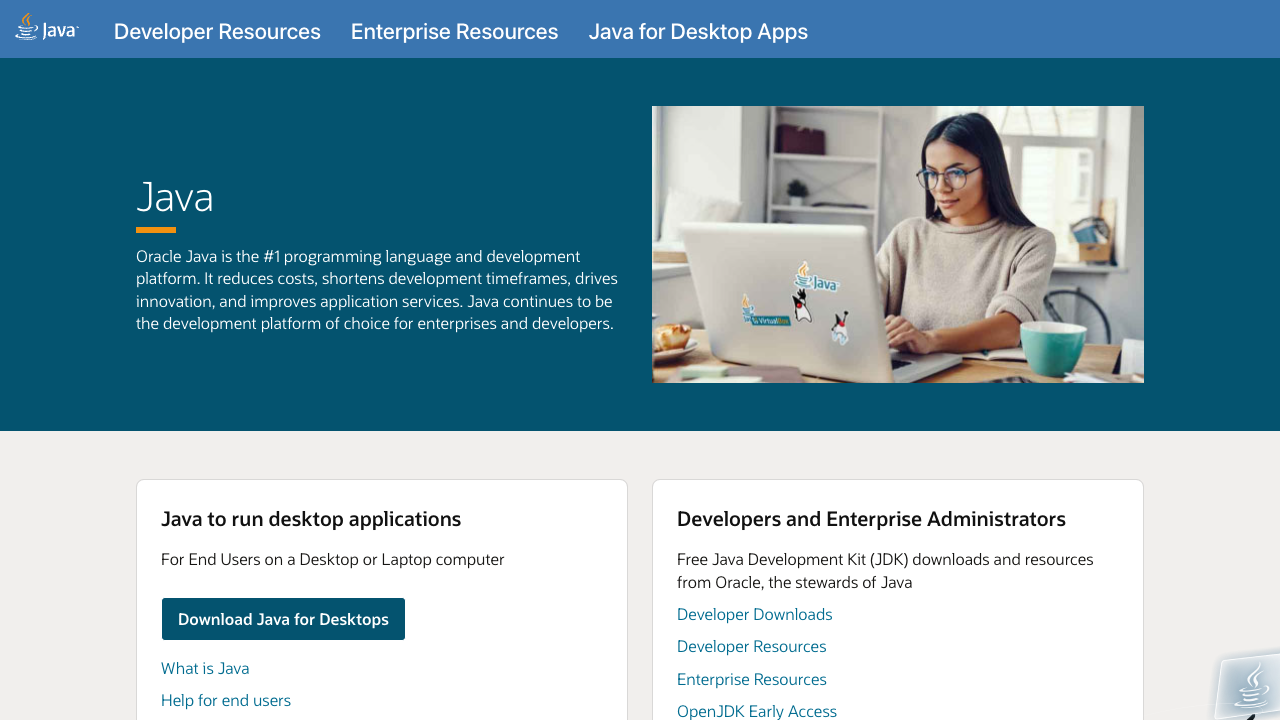 Java
Developer Resources
Enterprise Resources
Java for Desktop Apps
Java
Oracle Java is the #1 programming language and development
platform. It reduces costs, shortens development timeframes, drives
innovation, and improves application services. Java continues to be
the development platform of choice for enterprises and developers.
Java
VirtualBox
Java to run desktop applications
For End Users on a Desktop or Laptop computer
Download Java for Desktops
What is Java
Help for end users
Developers and Enterprise Administrators
Free Java Development Kit (JDK) downloads and resources
from Oracle, the stewards of Java
Developer Downloads
Developer Resources
Enterprise Resources
OpenJDK Early Access